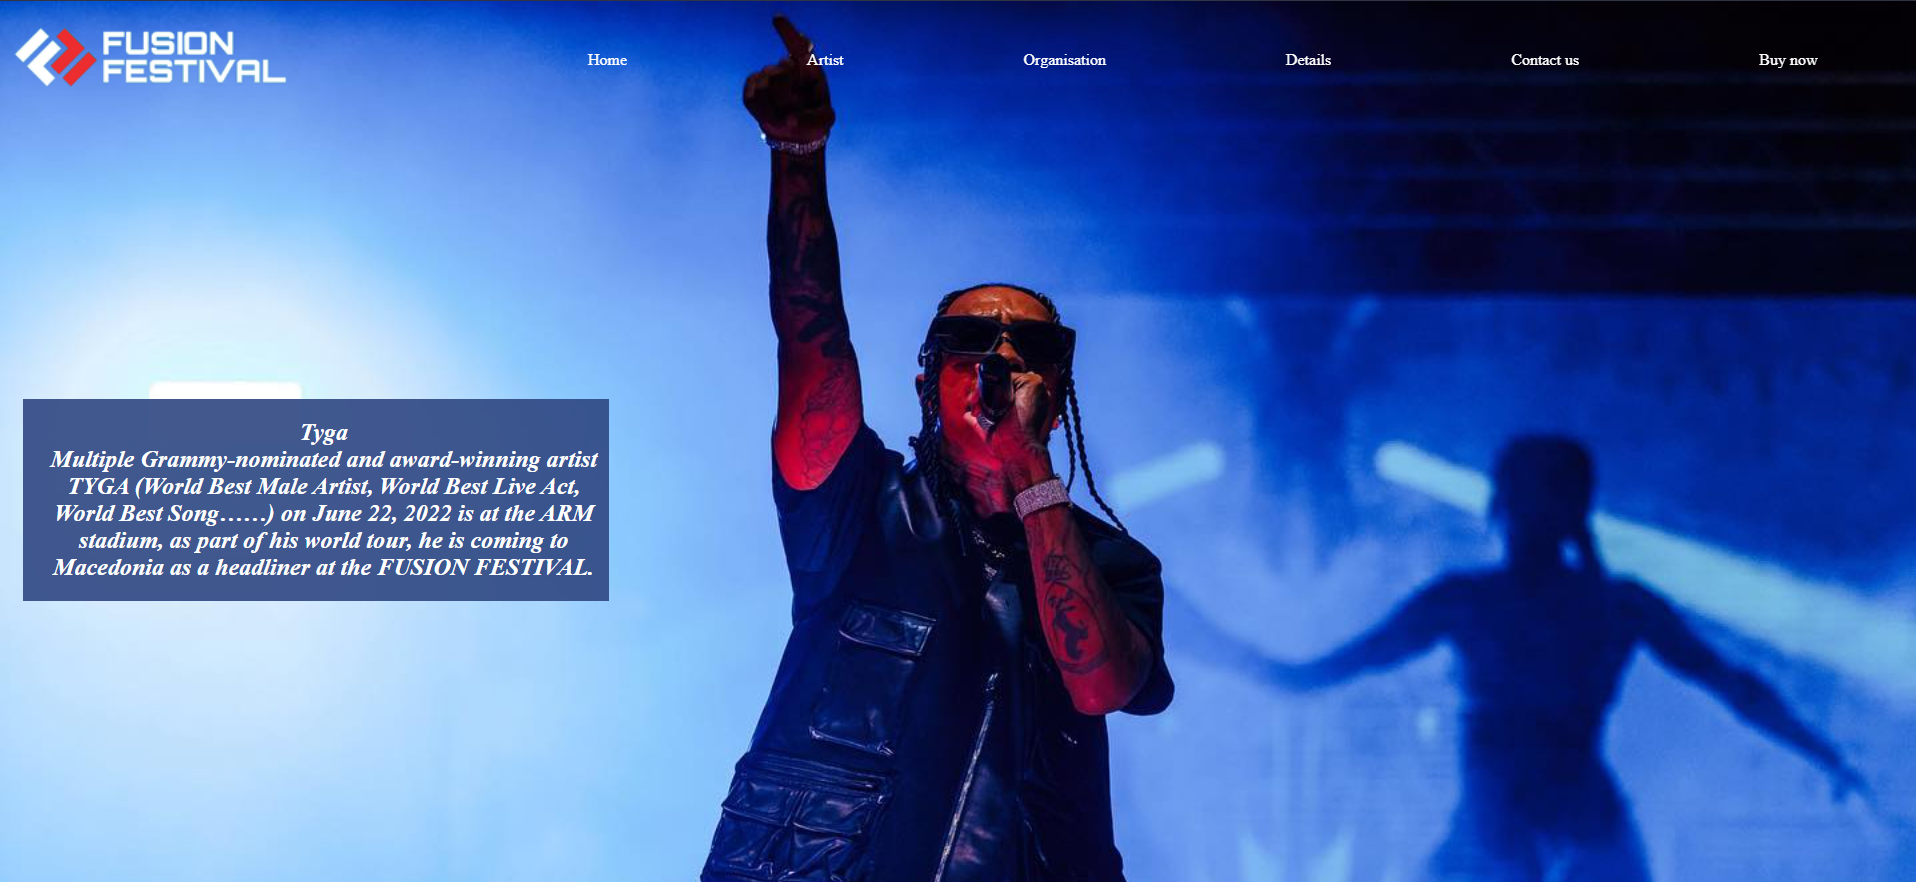 FUSION
FESTIVAL
Home Artist Organisation Details Contact us Buy now
Tyga
Multiple Grammy-nominated and award-winning artist
TYGA (World Best Male Artist, World Best Live Act,
World Best Song……) on June 22, 2022 is at the ARM
stadium, as part of his world tour, he is coming to
Macedonia as a headliner at the FUSION FESTIVAL.